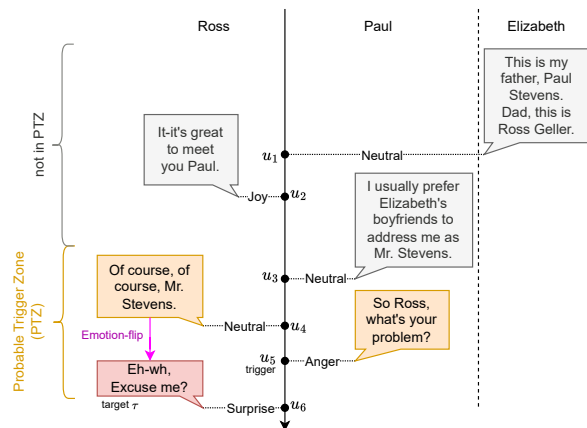 Ross
Paul
Elizabeth
This is my
father, Paul
Stevens.
Dad, this is
Ross Geller.
not in PTZ
It-it's great
to meet
you Paul.
u1
Neutral
Joy
u2
I usually prefer
Elizabeth's
boyfriends to
address me as
Mr. Stevens.
u3
Neutral
Probable Trigger Zone
(PTZ)
Of course, of
course, Mr.
Stevens.
Neutral
u4
So Ross,
what's your
problem?
Emotion-flip
u5
trigger
Anger
Eh-wh,
Excuse me?
target τ
Surprise
u6